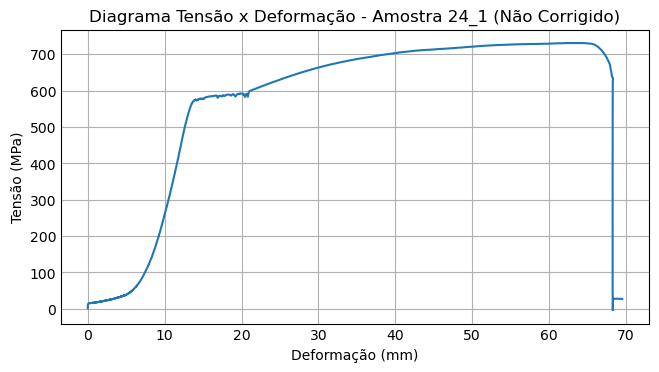 Diagrama Tensão x Deformação - Amostra 24_1 (Não Corrigido)
700
600
500
400
300
200
100
0
Tensão (MPa)
0 10 20 30 40 50 60 70
Deformação (mm)